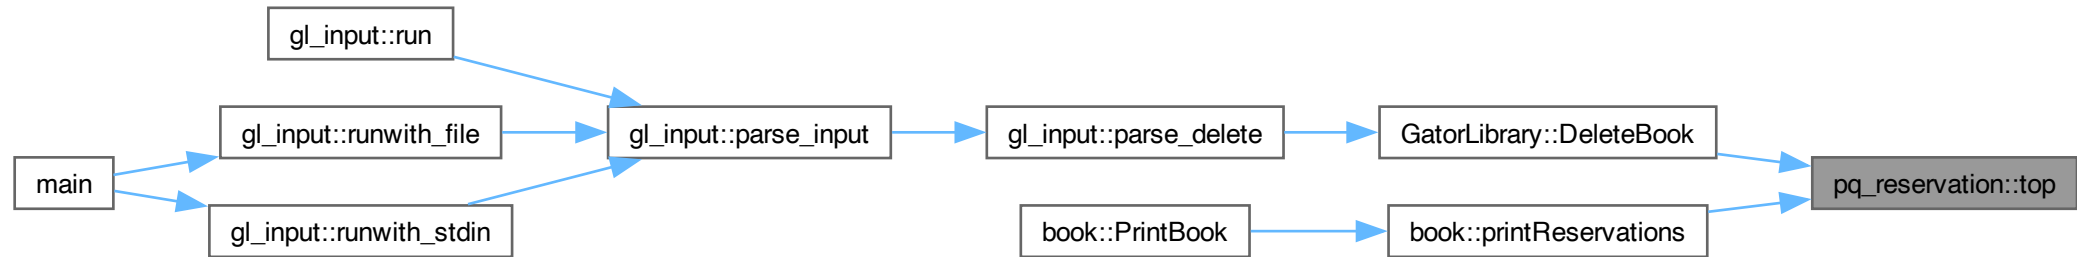 gl_input::run
gl_input::runwith_file
gl_input::parse_input
gl_input::parse_delete
GatorLibrary::DeleteBook
main
pq_reservation::top
gl_input::runwith_stdin
book::PrintBook
book::printReservations